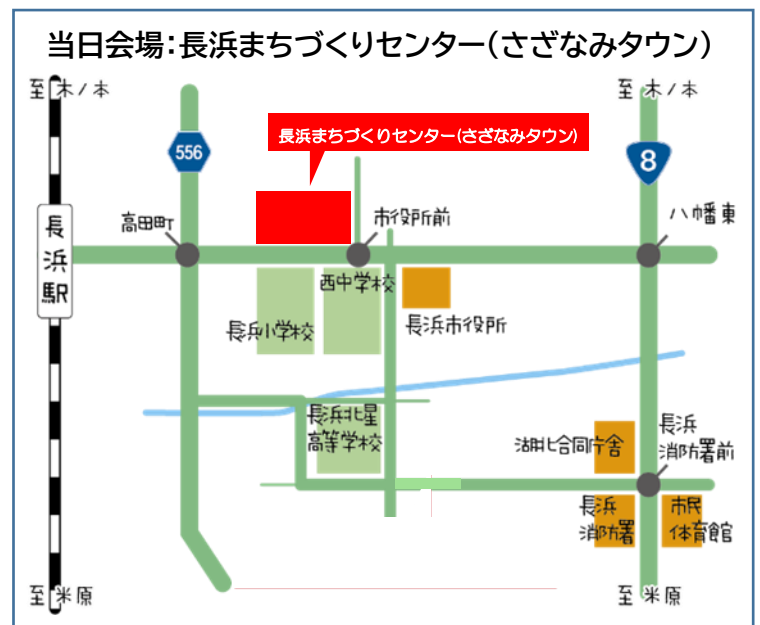 当日会場：長浜まちづくりセンター（さざなみタウン）
至 木ノ本
至 木ノ本
長浜まちづくりセンター(さざなみタウン)
556
8
高田町
市役所前
八幡東
長浜駅
西中学校
長浜小学校
長浜市役所
長浜北星
高等学校
湖北合同庁舎
長浜
消防署前
長浜
消防署
市民
体育館
至 米原
至 米原